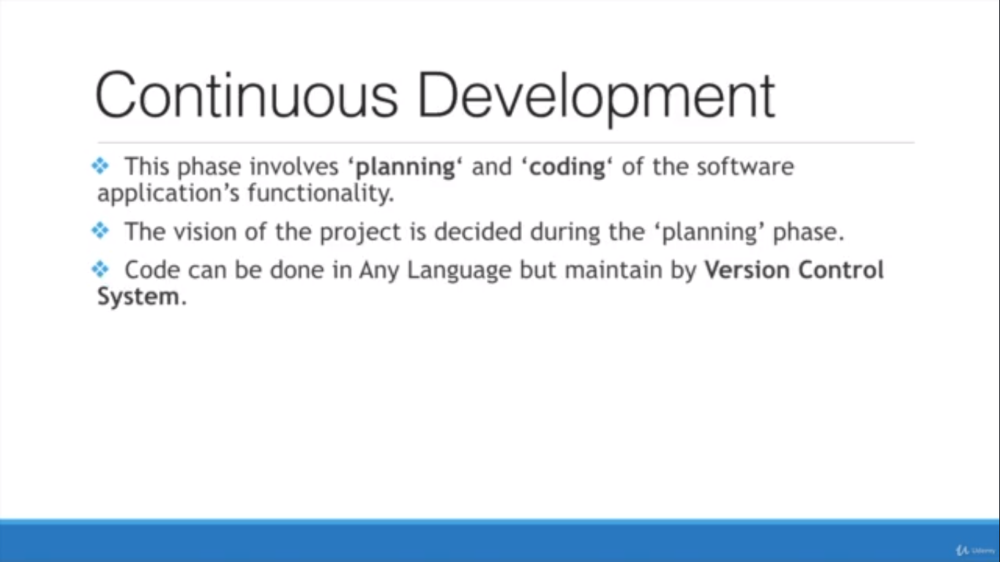 Continuous Development
❖ This phase involves ‘planning‘ and ‘coding‘ of the software
application’s functionality.
❖ The vision of the project is decided during the ‘planning’ phase.
❖ Code can be done in Any Language but maintain by Version Control
System.
Udemy